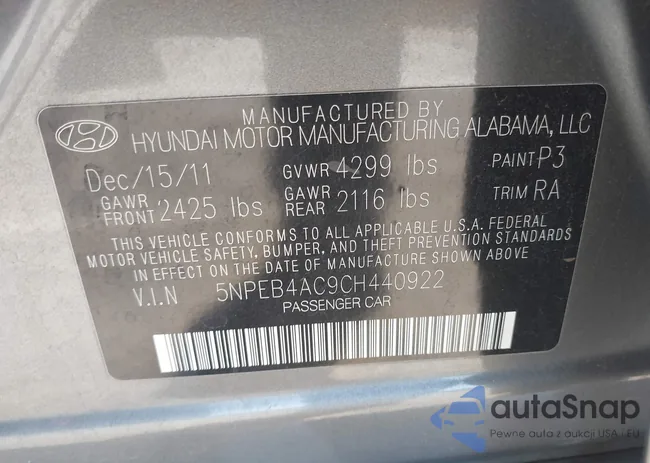 MANUFACTURED BY
HYUNDAI MOTOR MANUFACTURING ALABAMA, LLC
Dec/15/11 GVWR 4299 lbs PAINT P3
GAWR FRONT 2425 lbs GAWR REAR 2116 lbs TRIM RA
THIS VEHICLE CONFORMS TO ALL APPLICABLE U.S.A. FEDERAL
MOTOR VEHICLE SAFETY, BUMPER, AND THEFT PREVENTION STANDARDS
IN EFFECT ON THE DATE OF MANUFACTURE SHOWN ABOVE
V.I.N 5NPEB4AC9CH440922
PASSENGER CAR
autaSnap
Pewne auta z aukcji USA i EU